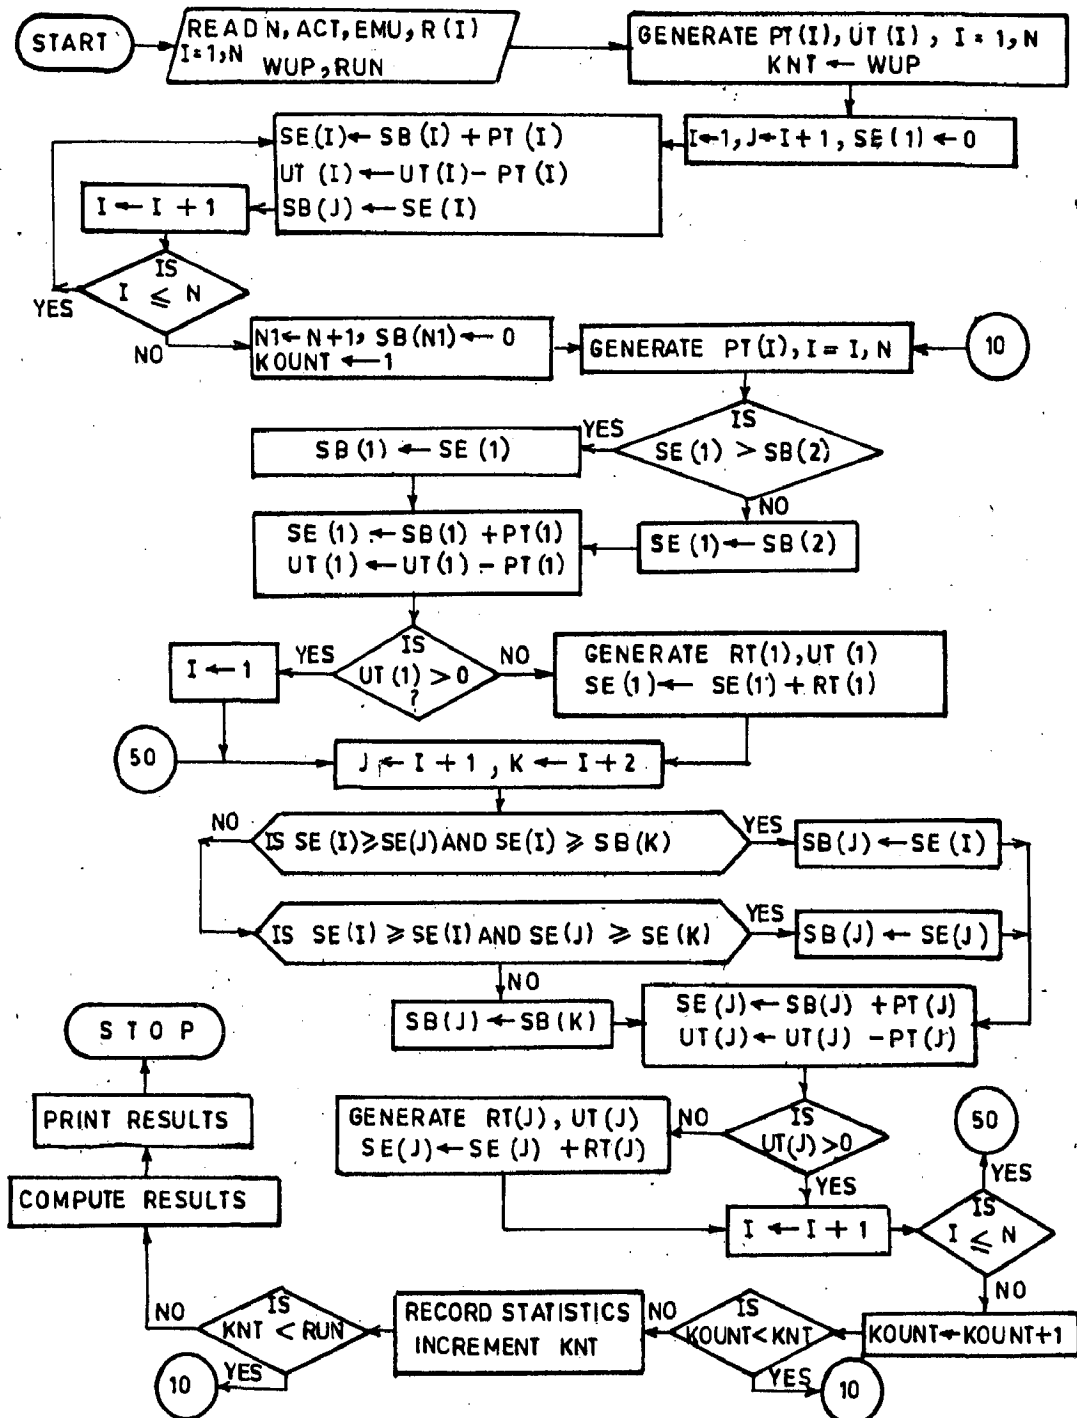 START
READ N, ACT, EMU, R(I)
I=1,N
WUP, RUN
GENERATE PT(I), UT(I), I = 1, N
KNT ← WUP
I←1, J←I+1, SE(1)←0
SE(I)← SB(I) + PT(I)
UT(I) ← UT(I) - PT(I)
SB(J) ← SE(I)
I ← I + 1
IS
I ≤ N
YES
NO
N1← N+1, SB(N1) ← 0
KOUNT ← 1
GENERATE PT(I), I = I, N
10
IS
SE(1) > SB(2)
YES
NO
SB(1) ← SE(1)
SE(1) ← SB(2)
SE(1) ← SB(1) + PT(1)
UT(1) ← UT(1) - PT(1)
IS
UT(1) > 0
?
YES
NO
I ← 1
GENERATE RT(1), UT(1)
SE(1) ← SE(1) + RT(1)
50
J ← I + 1, K ← I + 2
NO
IS SE(I) ≥ SE(J) AND SE(I) ≥ SB(K)
YES
SB(J) ← SE(I)
IS SE(I) ≥ SE(I) AND SE(J) ≥ SE(K)
YES
SB(J) ← SE(J)
NO
SB(J) ← SB(K)
SE(J) ← SB(J) + PT(J)
UT(J) ← UT(J) - PT(J)
STOP
PRINT RESULTS
COMPUTE RESULTS
GENERATE RT(J), UT(J)
SE(J) ← SE(J) + RT(J)
NO
IS
UT(J) > 0
YES
50
YES
I ← I + 1
IS
I ≤ N
NO
KOUNT ← KOUNT + 1
IS
KOUNT < KNT
NO
YES
10
RECORD STATISTICS
INCREMENT KNT
IS
KNT < RUN
NO
YES
10